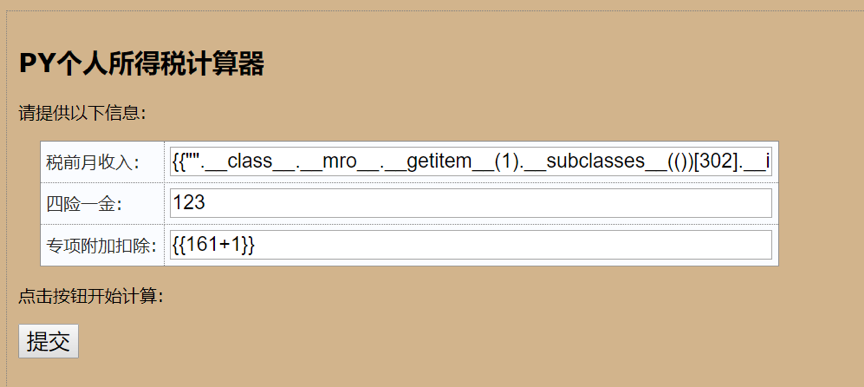 PY个人所得税计算器
请提供以下信息：
税前月收入： {{"".__class__.__mro__.__getitem__(1).__subclasses__(())[302].__i
四险一金： 123
专项附加扣除： {{161+1}}
点击按钮开始计算：
提交